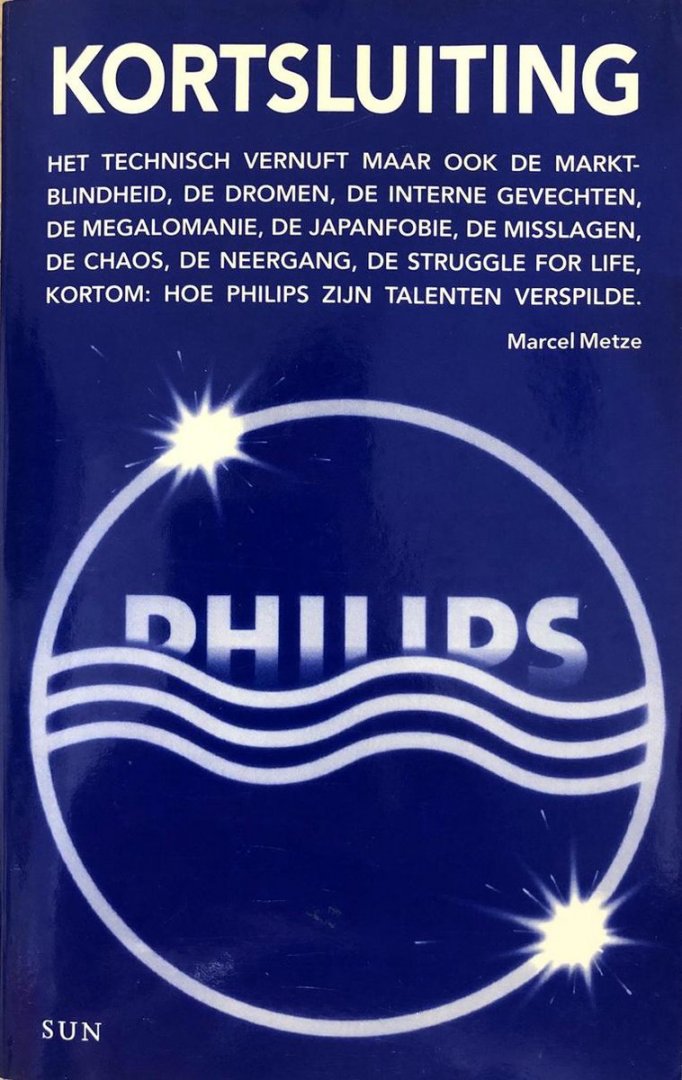 KORTSLUITING
HET TECHNISCH VERNUFT MAAR OOK DE MARKT-
BLINDHEID, DE DROMEN, DE INTERNE GEVECHTEN,
DE MEGALOMANIE, DE JAPANFOBIE, DE MISSLAGEN,
DE CHAOS, DE NEERGANG, DE STRUGGLE FOR LIFE,
KORTOM: HOE PHILIPS ZIJN TALENTEN VERSPILDE.
Marcel Metze
PHILIPS
SUN